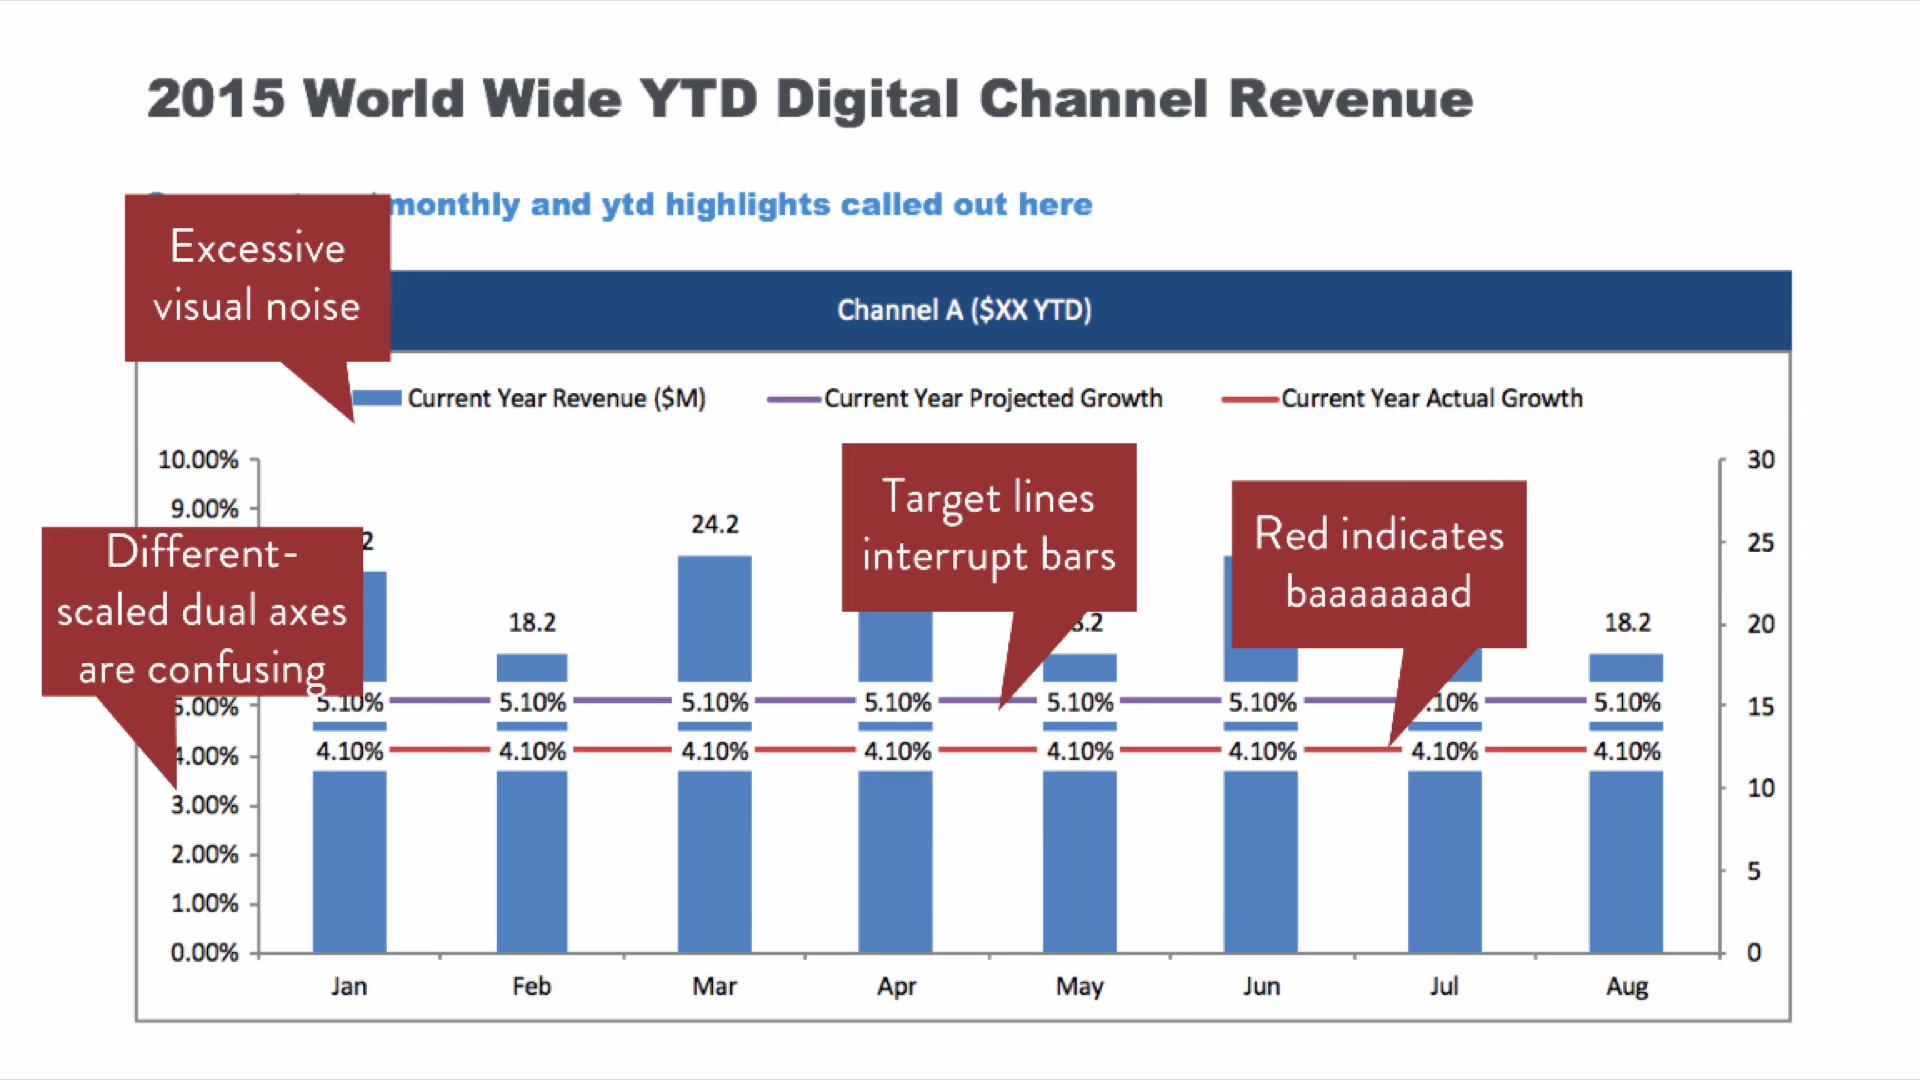 2015 World Wide YTD Digital Channel Revenue
monthly and ytd highlights called out here
Excessive
visual noise
Channel A ($XX YTD)
Current Year Revenue ($M) Current Year Projected Growth Current Year Actual Growth
10.00% 30
9.00%
Target lines
interrupt bars
Red indicates
baaaaaaad
Different-
scaled dual axes
are confusing
24.2
25
18.2 18.2 20
5.10% 5.10% 5.10% 5.10% 5.10% 5.10% .10% 5.10% 15
5.00%
4.10% 4.10% 4.10% 4.10% 4.10% 4.10% 4.10% 4.10%
4.00%
3.00% 10
2.00%
5
1.00%
0.00% 0
Jan Feb Mar Apr May Jun Jul Aug